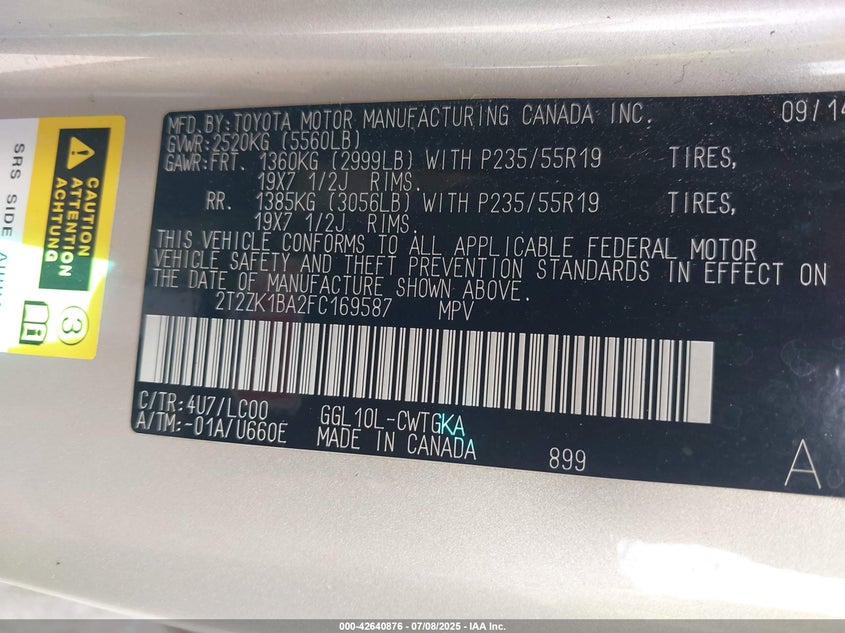 MFD.BY:TOYOTA MOTOR MANUFACTURING CANADA INC. 09/14
GVWR:2520KG (5560LB)
GAWR:FRT. 1360KG (2999LB) WITH P235/55R19 TIRES,
19X7 1/2J RIMS.
RR. 1385KG (3056LB) WITH P235/55R19 TIRES,
19X7 1/2J RIMS.
THIS VEHICLE CONFORMS TO ALL APPLICABLE FEDERAL MOTOR
VEHICLE SAFETY AND THEFT PREVENTION STANDARDS IN EFFECT ON
THE DATE OF MANUFACTURE SHOWN ABOVE.
2T2ZK1BA2FC169587 MPV
C/TR:4U7/LC00 GGL10L-CWTGKA
A/TM:-01A/U660E MADE IN CANADA 899 A
CAUTION
ATTENTION
ACHTUNG
SRS SIDE
3
i
000-42640876 - 07/08/2025 - IAA Inc.